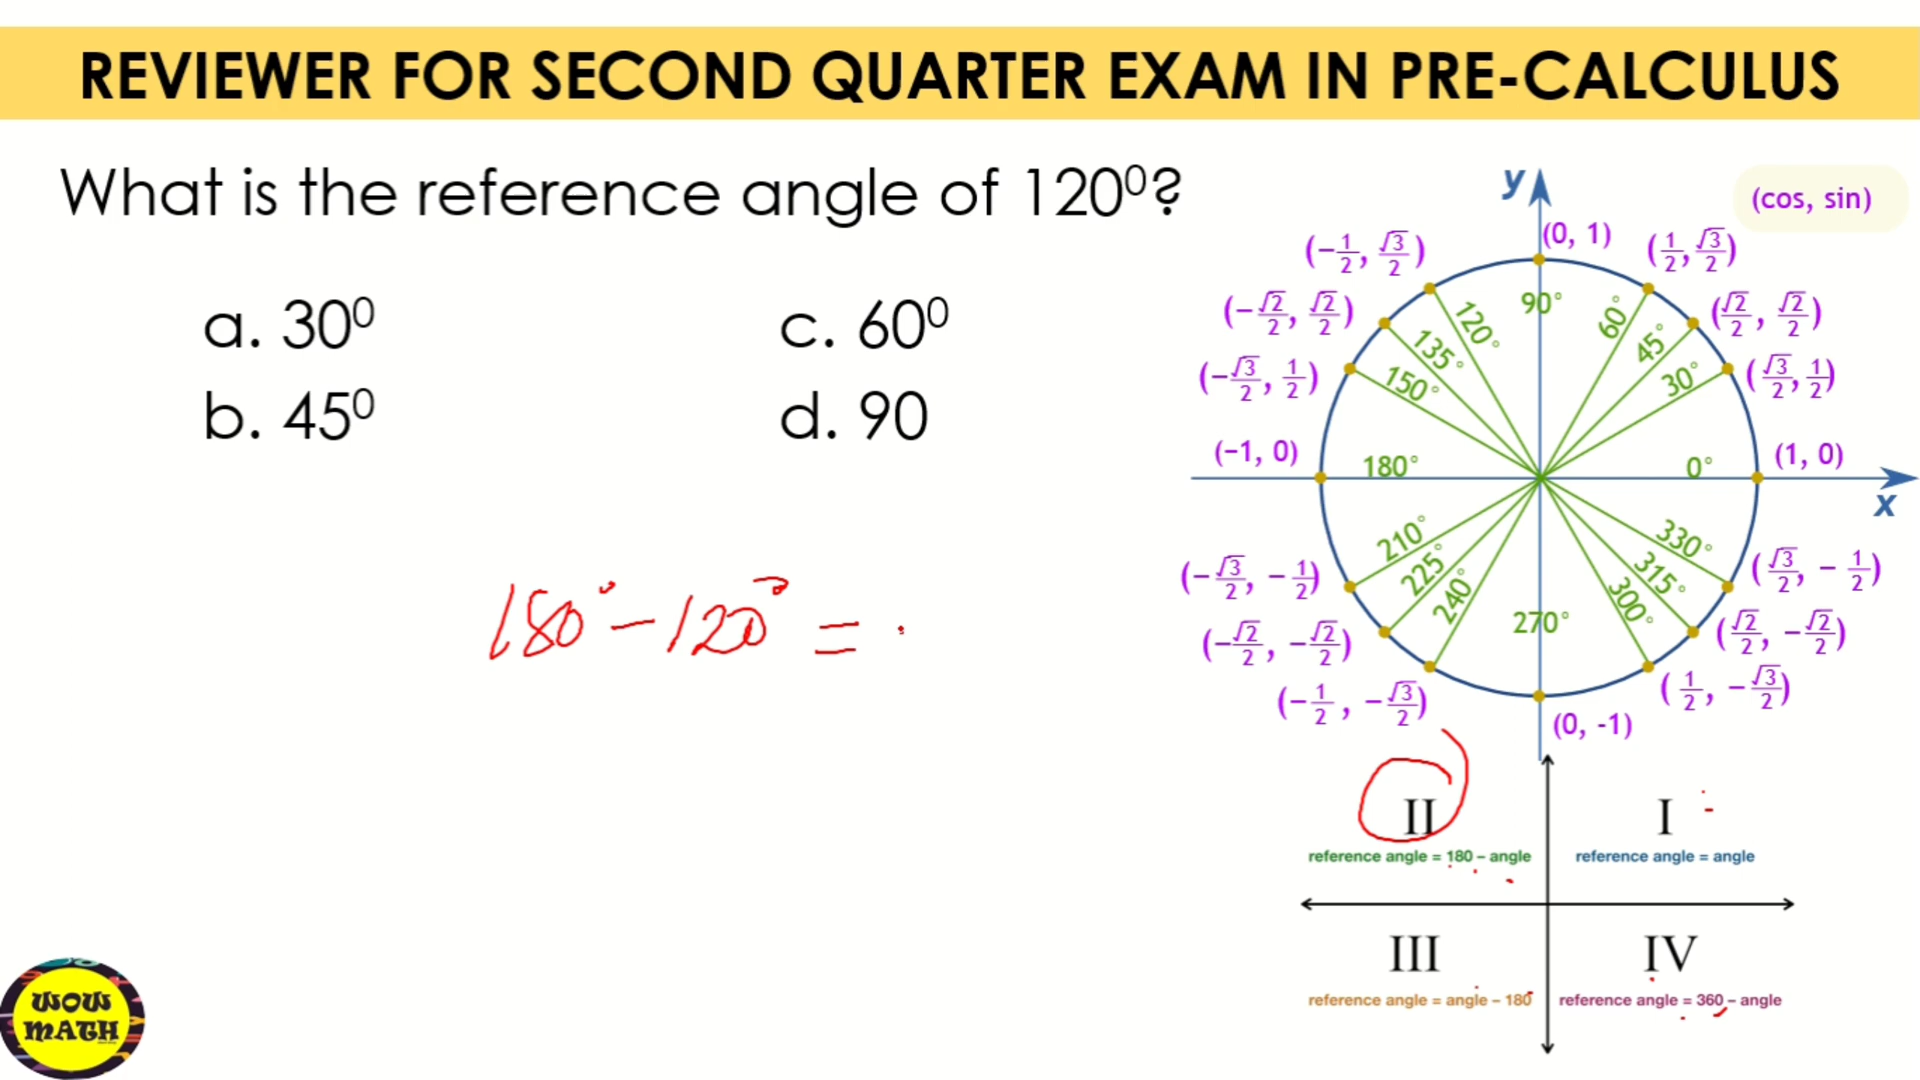 REVIEWER FOR SECOND QUARTER EXAM IN PRE-CALCULUS
What is the reference angle of 120⁰?
a. 30⁰
c. 60⁰
b. 45⁰
d. 90
180° - 120° =
y
(cos, sin)
(0, 1)
(-1/2, √3/2)
(1/2, √3/2)
(-√2/2, √2/2)
(√2/2, √2/2)
(-√3/2, 1/2)
(√3/2, 1/2)
120°
90°
60°
135°
45°
150°
30°
(-1, 0)
180°
0°
(1, 0)
x
210°
330°
225°
315°
240°
300°
270°
(-√3/2, -1/2)
(√3/2, -1/2)
(-√2/2, -√2/2)
(√2/2, -√2/2)
(-1/2, -√3/2)
(1/2, -√3/2)
(0, -1)
II
I
reference angle = 180 – angle
reference angle = angle
III
IV
reference angle = angle – 180
reference angle = 360 – angle
WOW
MATH